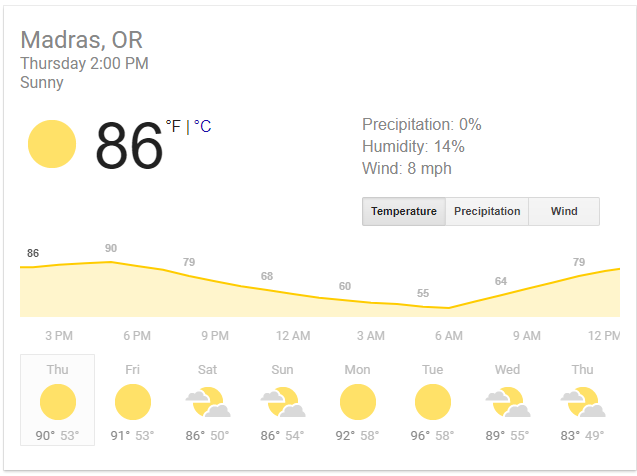 Madras, OR
Thursday 2:00 PM
Sunny
86 °F | °C
Precipitation: 0%
Humidity: 14%
Wind: 8 mph
Temperature Precipitation Wind
86 90 79 68 60 55 64 79
3 PM 6 PM 9 PM 12 AM 3 AM 6 AM 9 AM 12 PM
Thu Fri Sat Sun Mon Tue Wed Thu
90° 53° 91° 53° 86° 50° 86° 54° 92° 58° 96° 58° 89° 55° 83° 49°